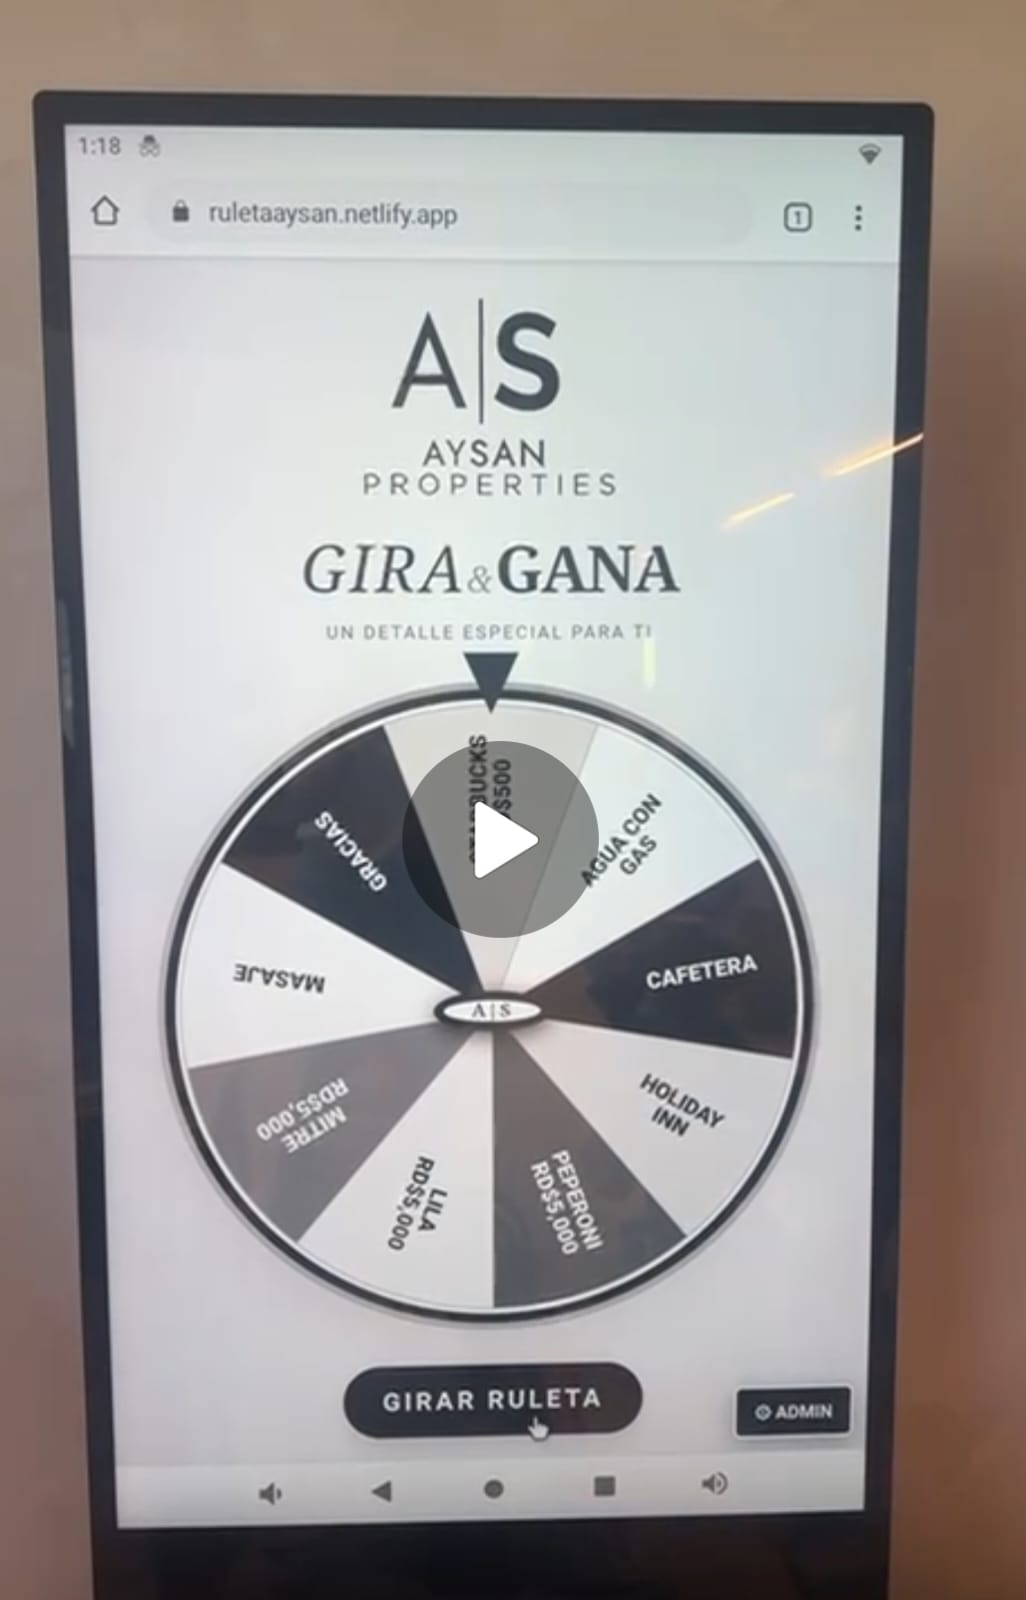 1:18
ruletaaysan.netlify.app
1
A|S
AYSAN
PROPERTIES
GIRA & GANA
UN DETALLE ESPECIAL PARA TI
$500
AGUA CON
GAS
CAFETERA
HOLIDAY
INN
PEPERONI
RD$5,000
LILA
RD$5,000
MITRE
RD$5,000
MASAJE
GRACIAS
A|S
GIRAR RULETA
ADMIN